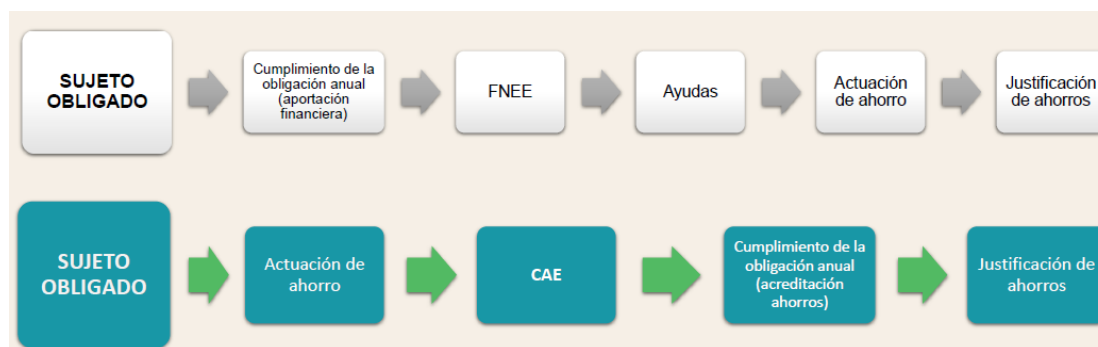 SUJETO
OBLIGADO
Cumplimiento de la
obligación anual
(aportación
financiera)
FNEE
Ayudas
Actuación
de ahorro
Justificación
de ahorros
SUJETO
OBLIGADO
Actuación de
ahorro
CAE
Cumplimiento de la
obligación anual
(acreditación
ahorros)
Justificación de
ahorros